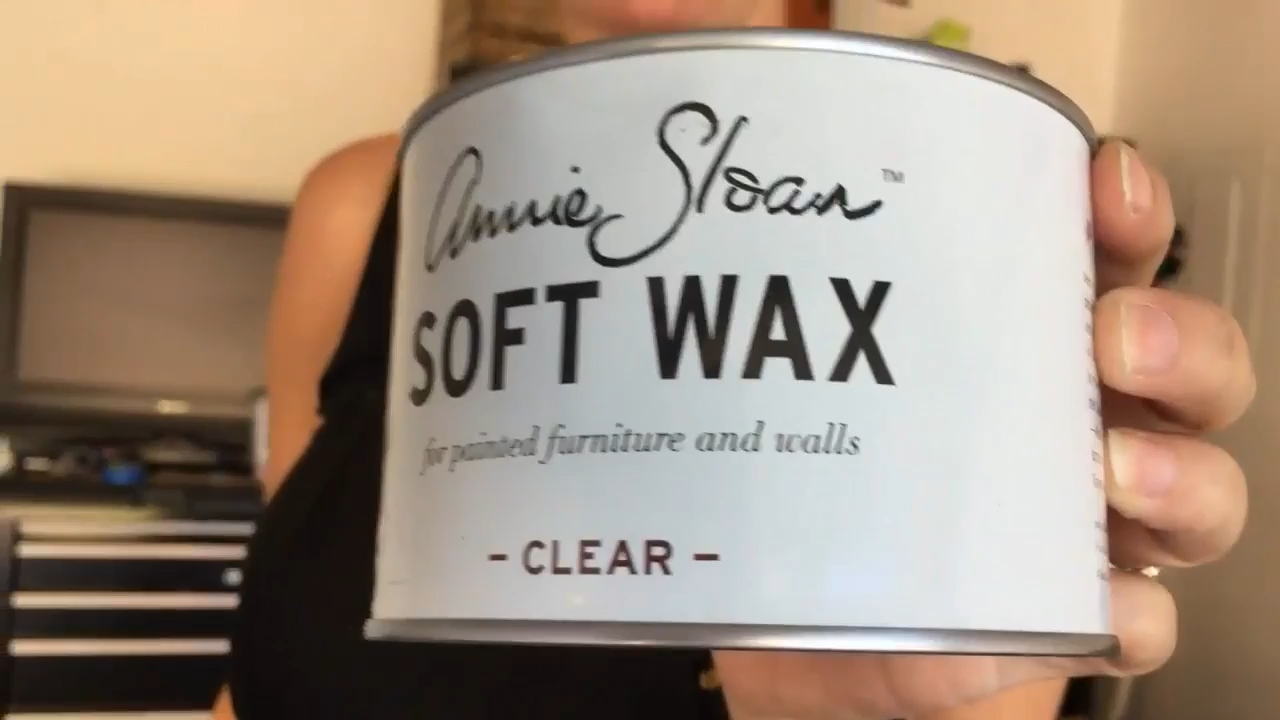 Annie Sloan™
SOFT WAX
for painted furniture and walls
- CLEAR -